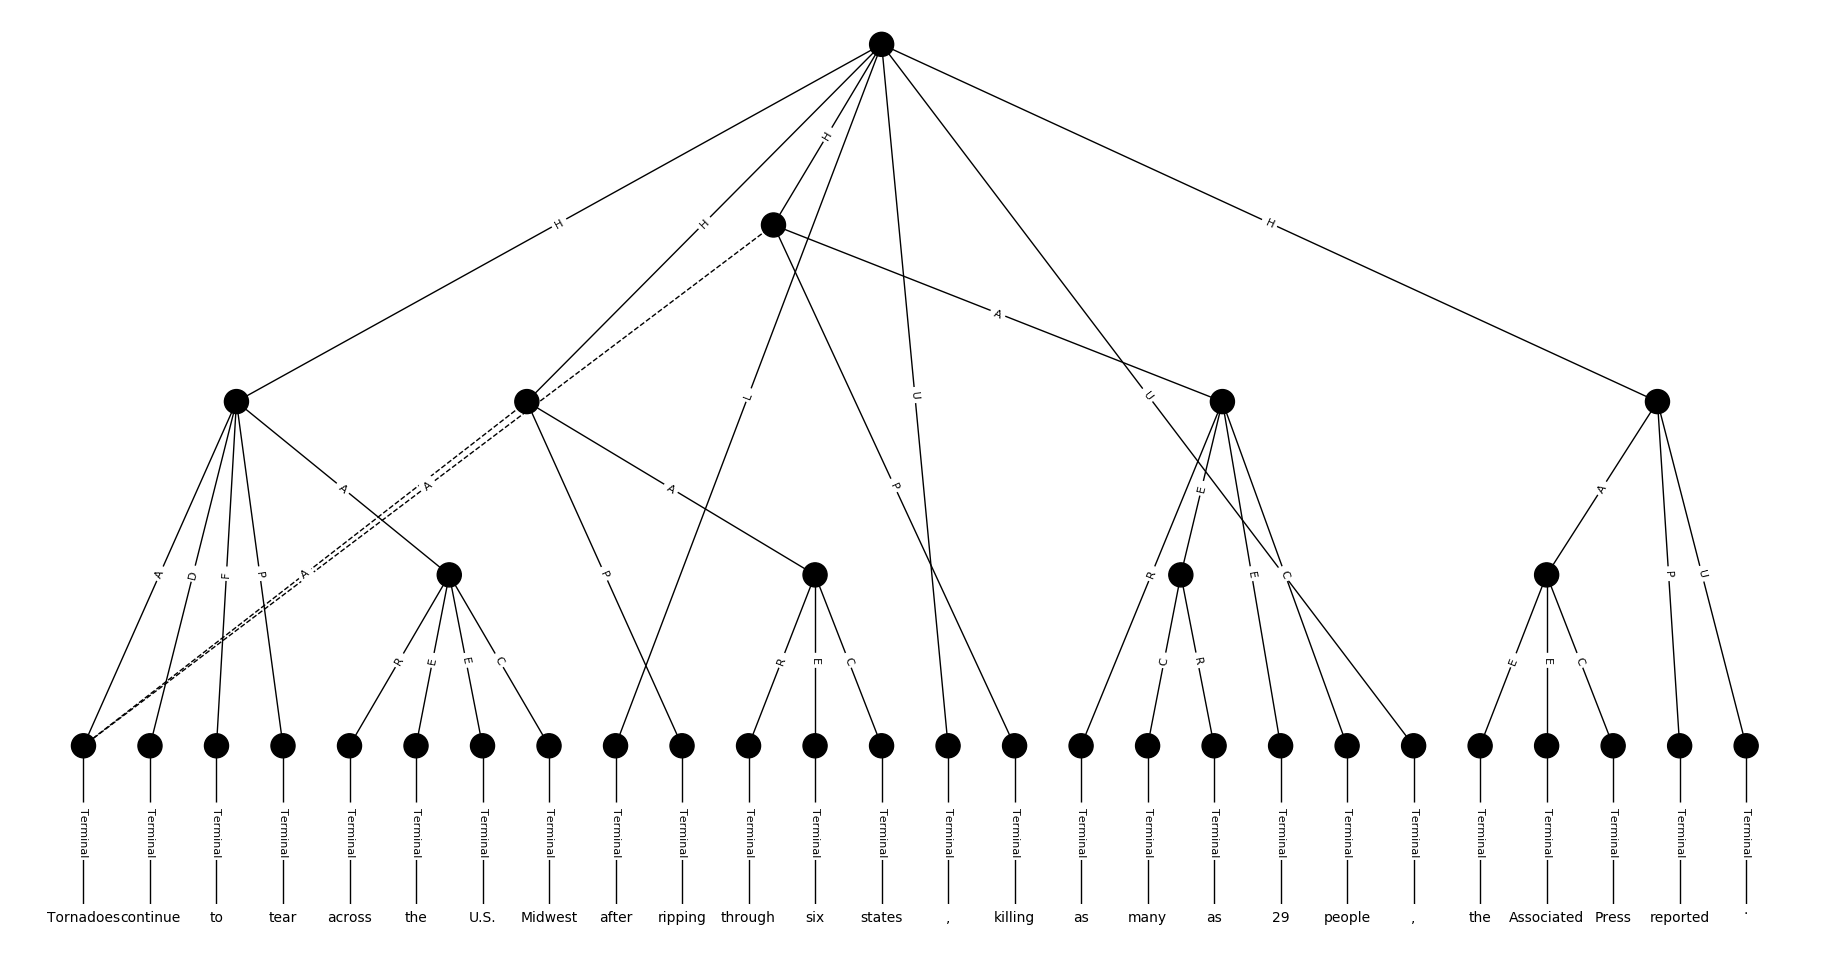 H
H H H
A L U U
A A A A E A
A D F P A P P R E C P U
R E E C R E C C R E E C
Terminal Terminal Terminal Terminal Terminal Terminal Terminal Terminal Terminal Terminal Terminal Terminal Terminal Terminal Terminal Terminal Terminal Terminal Terminal Terminal Terminal Terminal Terminal Terminal Terminal Terminal
Tornadoes continue to tear across the U.S. Midwest after ripping through six states , killing as many as 29 people , the Associated Press reported .